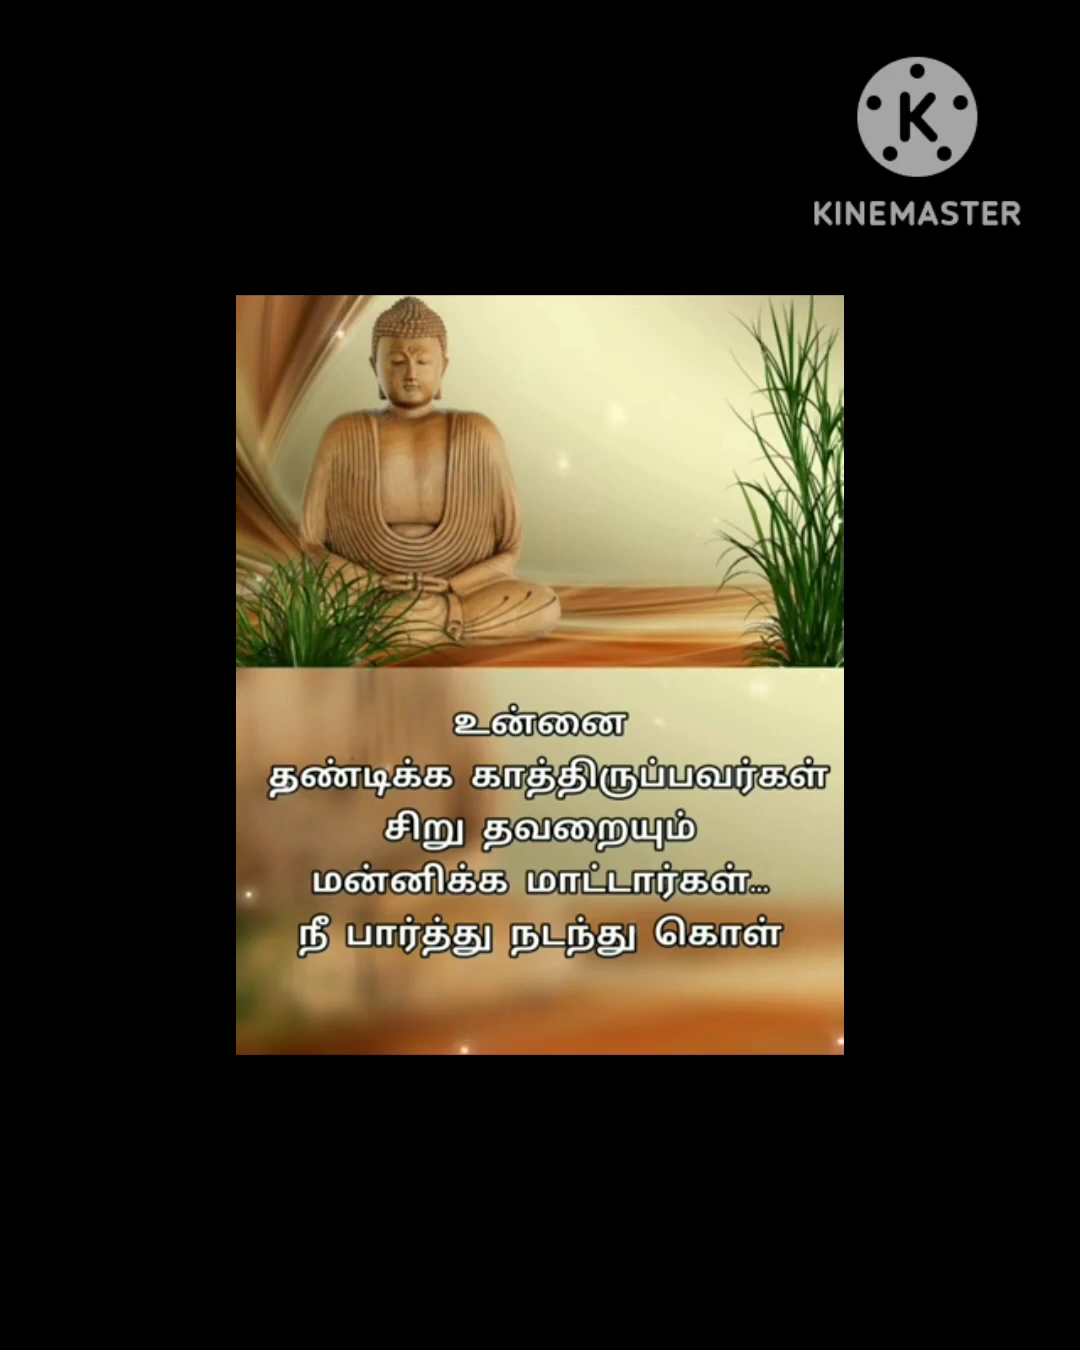 KINEMASTER
உன்னை
தண்டிக்க காத்திருப்பவர்கள்
சிறு தவறையும்
மன்னிக்க மாட்டார்கள்...
நீ பார்த்து நடந்து கொள்